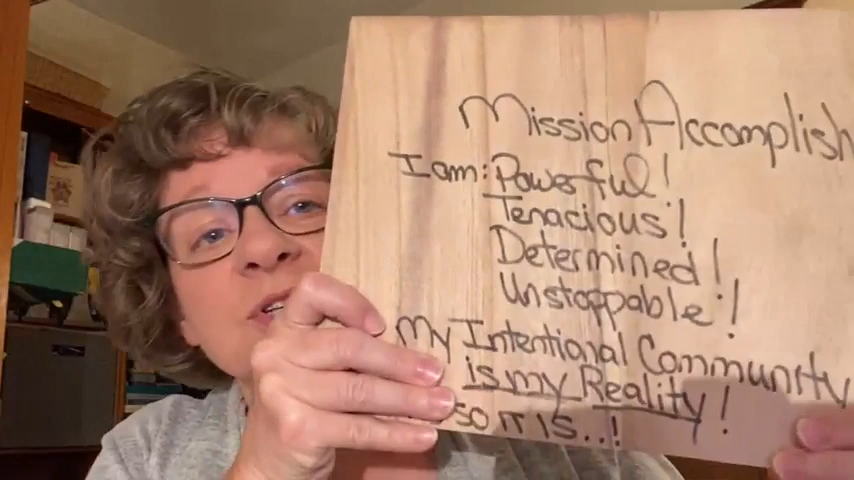 Mission Accomplish
I am: Powerful!
Tenacious!
Determined!
Unstoppable!
My Intentional Community
is my Reality!
SO IT IS...!